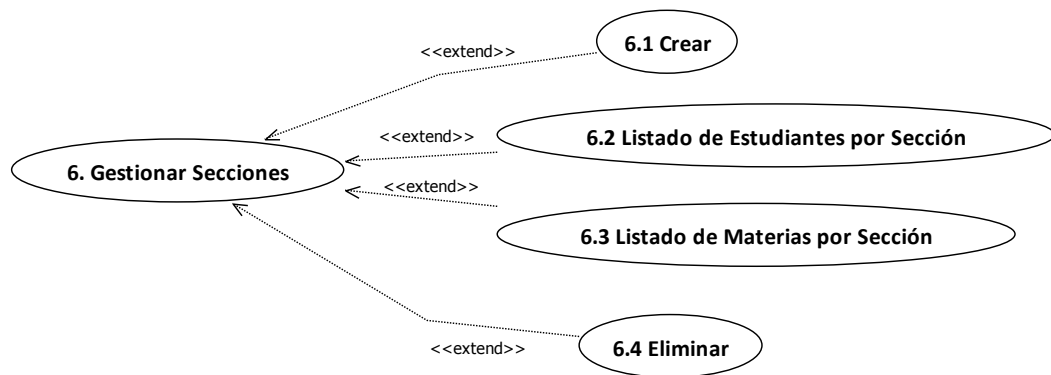 6.1 Crear
<<extend>>
<<extend>>
6.2 Listado de Estudiantes por Sección
6. Gestionar Secciones
<<extend>>
6.3 Listado de Materias por Sección
<<extend>>
6.4 Eliminar